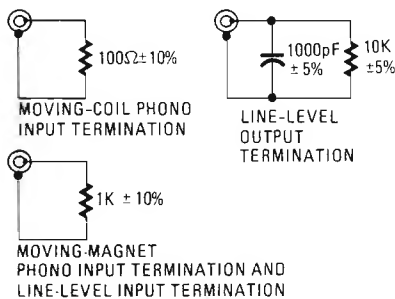 100Ω±10%
MOVING-COIL PHONO
INPUT TERMINATION
1000pF
±5%
10K
±5%
LINE-LEVEL
OUTPUT
TERMINATION
1K ±10%
MOVING-MAGNET
PHONO INPUT TERMINATION AND
LINE-LEVEL INPUT TERMINATION